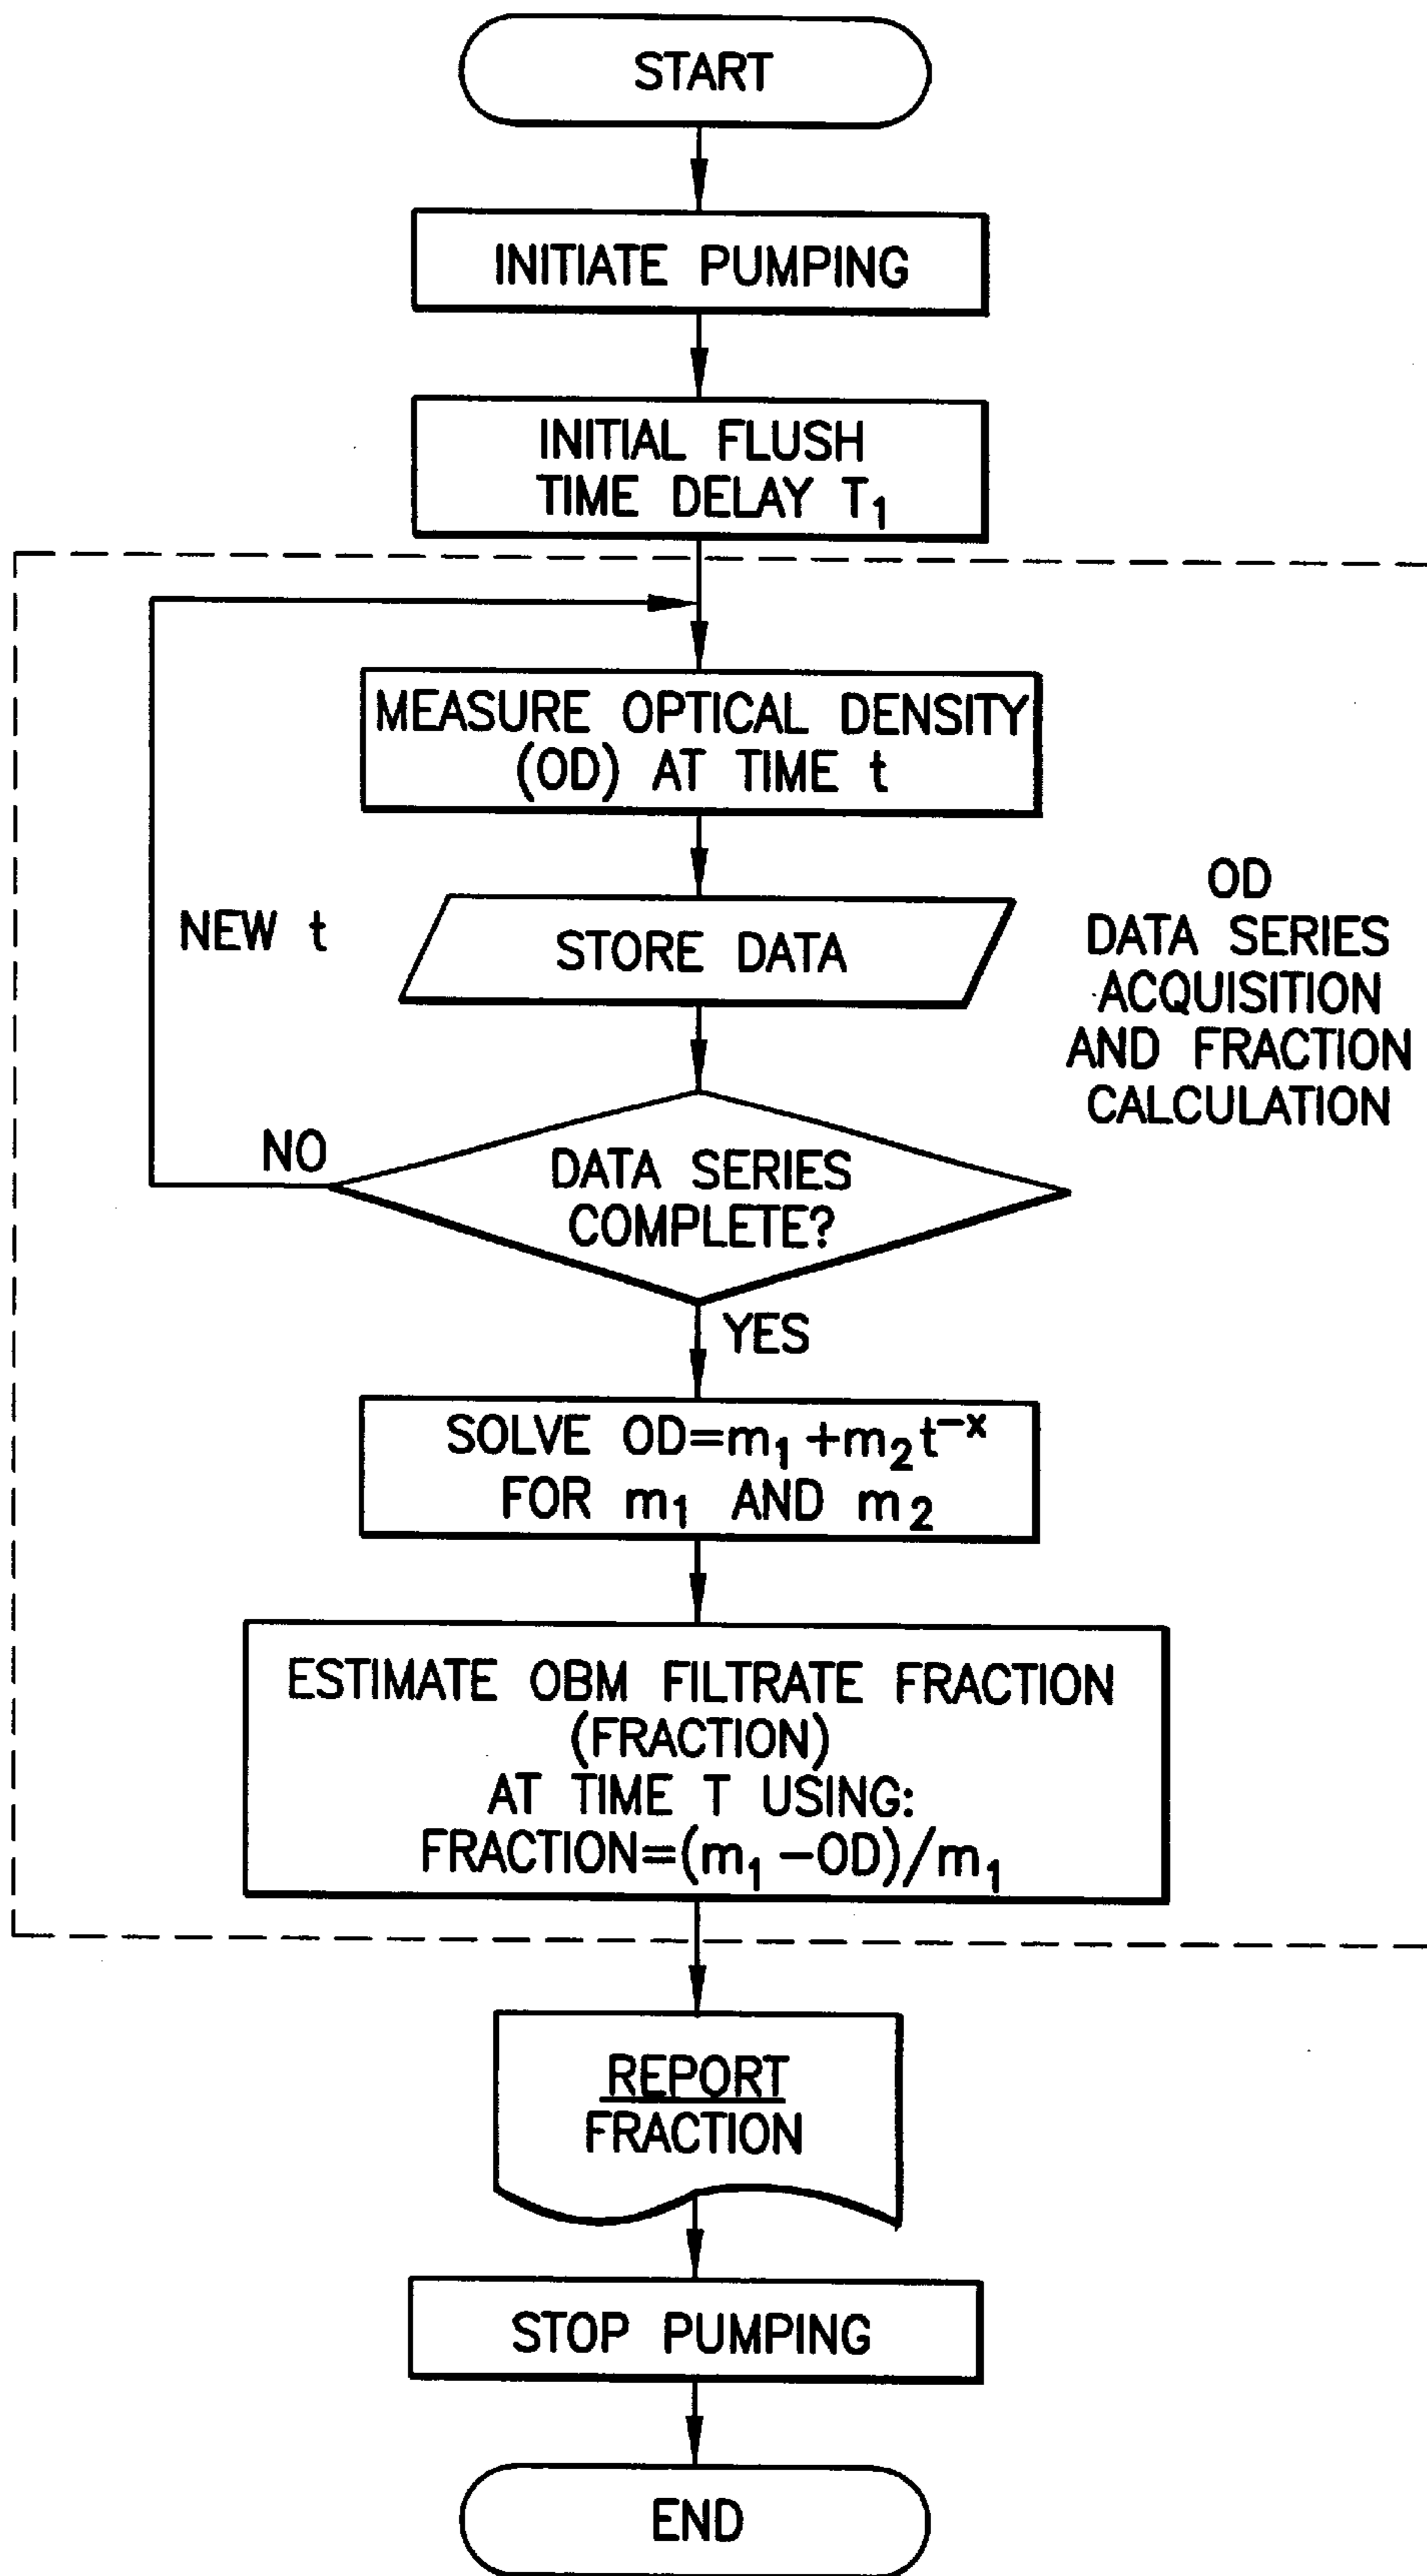 START
INITIATE PUMPING
INITIAL FLUSH
TIME DELAY T₁
MEASURE OPTICAL DENSITY
(OD) AT TIME t
NEW t
STORE DATA
OD
DATA SERIES
ACQUISITION
AND FRACTION
CALCULATION
NO
DATA SERIES
COMPLETE?
YES
SOLVE OD=m₁+m₂t⁻ˣ
FOR m₁ AND m₂
ESTIMATE OBM FILTRATE FRACTION
(FRACTION)
AT TIME T USING:
FRACTION=(m₁-OD)/m₁
REPORT
FRACTION
STOP PUMPING
END